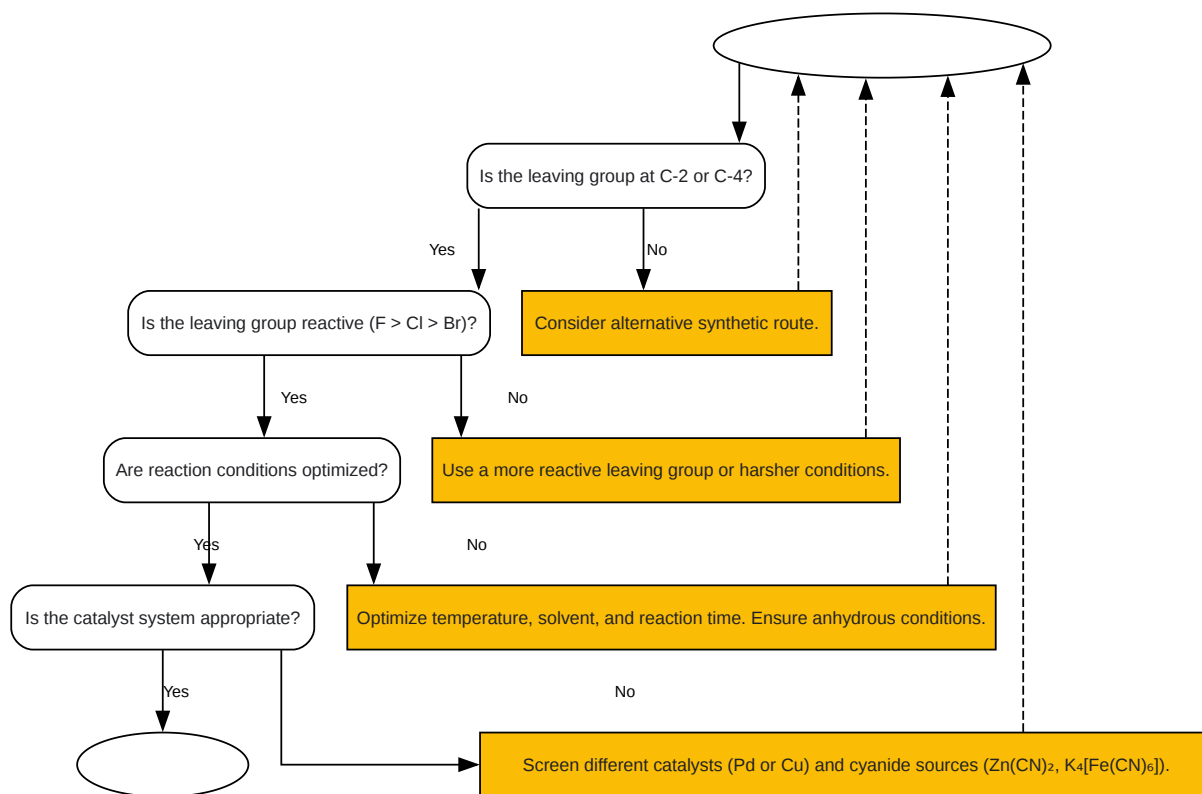 Is the leaving group at C-2 or C-4?
Yes
No
Is the leaving group reactive (F > Cl > Br)?
Consider alternative synthetic route.
Yes
No
Are reaction conditions optimized?
Use a more reactive leaving group or harsher conditions.
Yes
No
Is the catalyst system appropriate?
Optimize temperature, solvent, and reaction time. Ensure anhydrous conditions.
Yes
No
Screen different catalysts (Pd or Cu) and cyanide sources (Zn(CN)₂, K₄[Fe(CN)₆]).